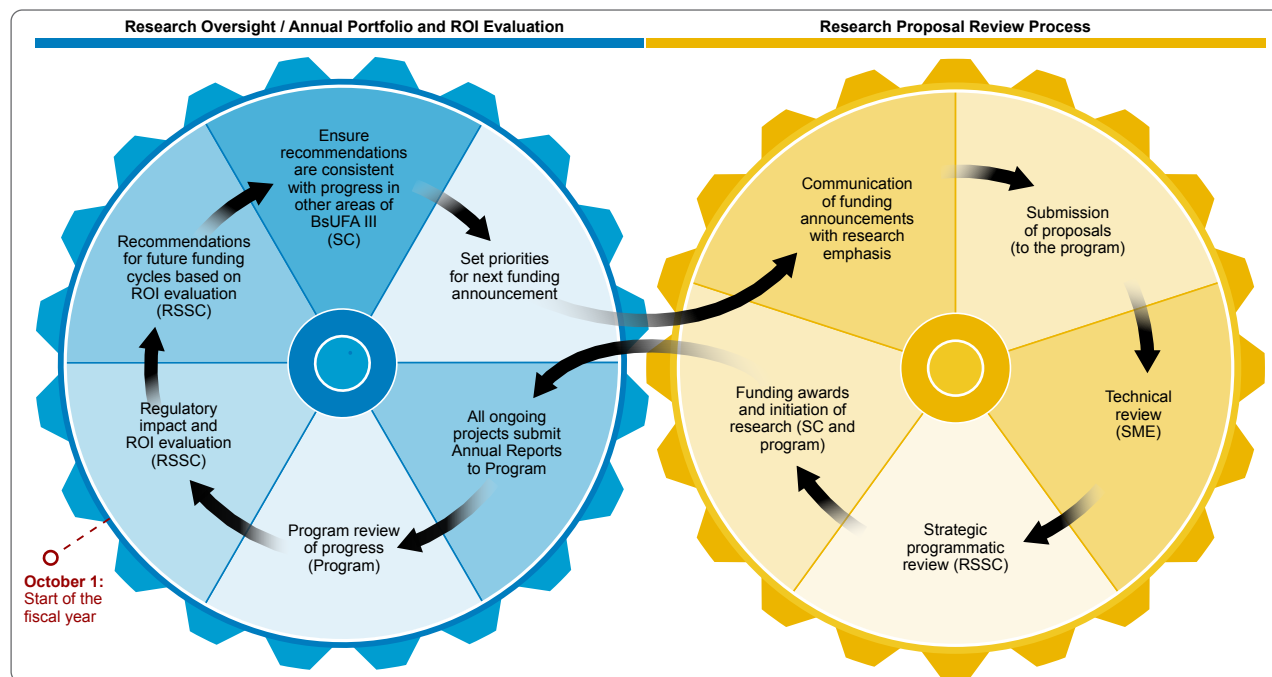 Research Oversight / Annual Portfolio and ROI Evaluation
Research Proposal Review Process
Ensure
recommendations
are consistent
with progress in
other areas of
BsUFA III
(SC)
Set priorities
for next funding
announcement
All ongoing
projects submit
Annual Reports
to Program
Program review
of progress
(Program)
Regulatory
impact and
ROI evaluation
(RSSC)
Recommendations
for future funding
cycles based on
ROI evaluation
(RSSC)
October 1:
Start of the
fiscal year
Communication
of funding
announcements
with research
emphasis
Submission
of proposals
(to the program)
Technical
review
(SME)
Strategic
programmatic
review (RSSC)
Funding awards
and initiation of
research (SC and
program)